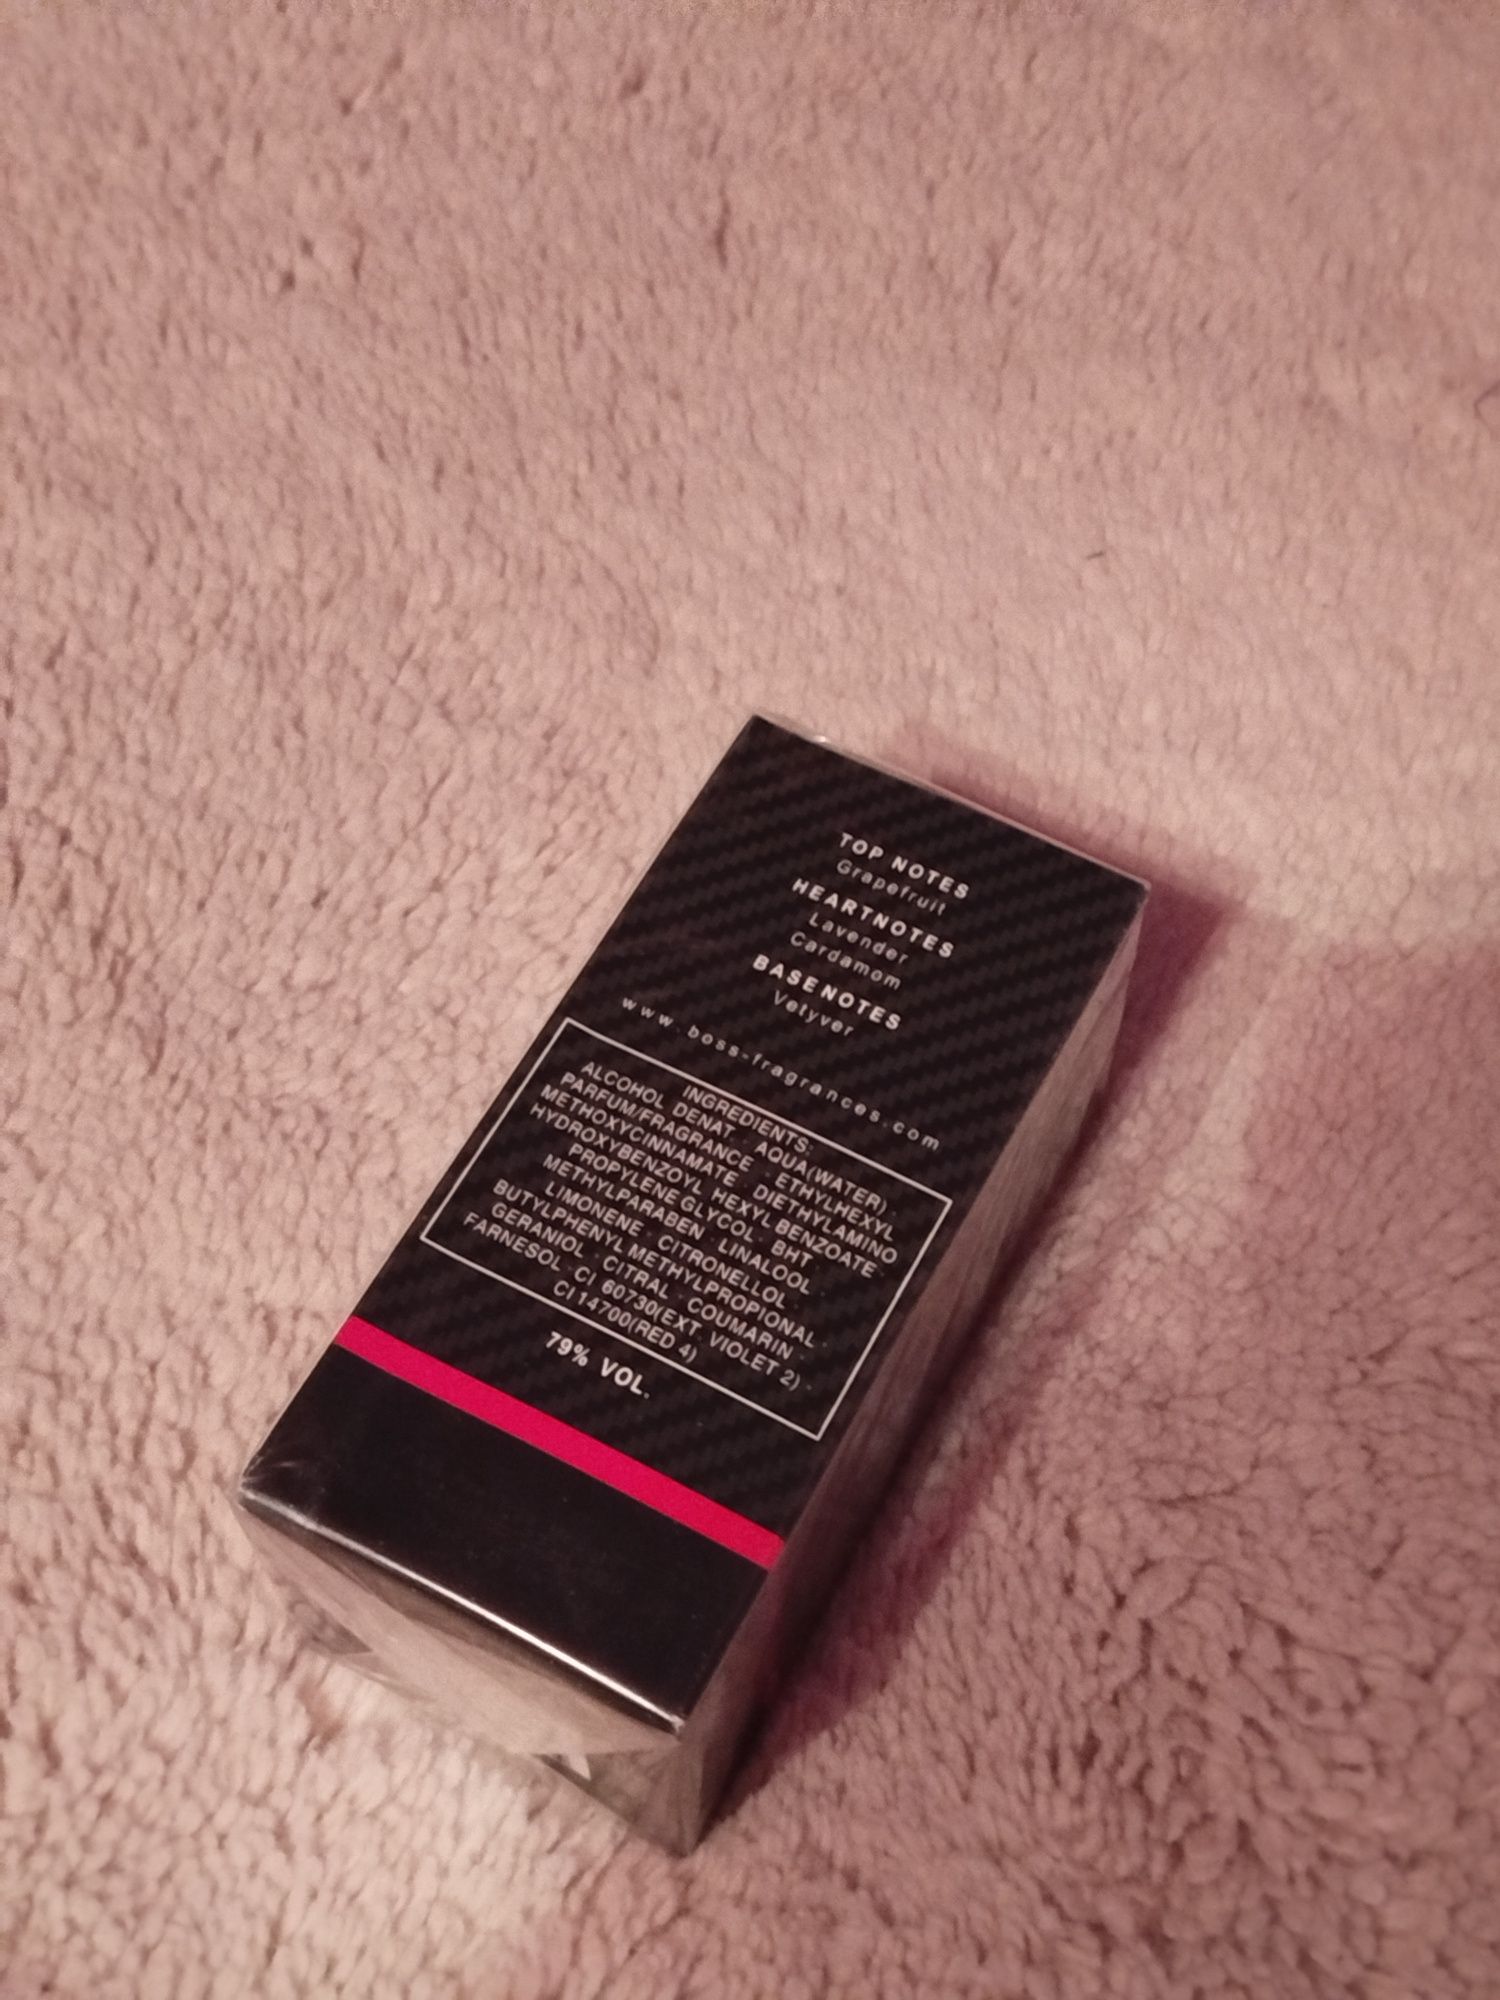 TOP NOTES
Grapefruit
HEARTNOTES
Lavender
Cardamom
BASENOTES
Vetyver
www.boss-fragrances.com
INGREDIENTS:
ALCOHOL DENAT · AQUA(WATER) ·
PARFUM/FRAGRANCE · ETHYLHEXYL
METHOXYCINNAMATE · DIETHYLAMINO
HYDROXYBENZOYL HEXYL BENZOATE ·
PROPYLENE GLYCOL · BHT ·
METHYLPARABEN · LINALOOL ·
LIMONENE · CITRONELLOL ·
BUTYLPHENYL METHYLPROPIONAL ·
GERANIOL · CITRAL · COUMARIN ·
FARNESOL · CI 60730(EXT. VIOLET 2) ·
CI 14700(RED 4)
79% VOL.